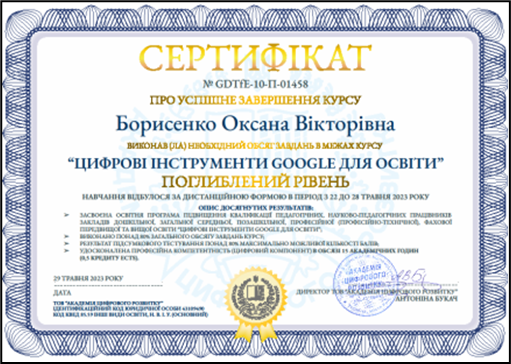 СЕРТИФІКАТ
№ GDTfE-10-П-01458
ПРО УСПІШНЕ ЗАВЕРШЕННЯ КУРСУ
Борисенко Оксана Вікторівна
ВИКОНАВ (ЛА) НЕОБХІДНИЙ ОБСЯГ ЗАВДАНЬ В МЕЖАХ КУРСУ
“ЦИФРОВІ ІНСТРУМЕНТИ GOOGLE ДЛЯ ОСВІТИ”
ПОГЛИБЛЕНИЙ РІВЕНЬ
НАВЧАННЯ ВІДБУЛОСЯ ЗА ДИСТАНЦІЙНОЮ ФОРМОЮ В ПЕРІОД З 22 ДО 28 ТРАВНЯ 2023 РОКУ
ОПИС ДОСЯГНУТИХ РЕЗУЛЬТАТІВ:
ЗАСВОЄНА ОСВІТНЯ ПРОГРАМА ПІДВИЩЕННЯ КВАЛІФІКАЦІЇ ПЕДАГОГІЧНИХ, НАУКОВО-ПЕДАГОГІЧНИХ ПРАЦІВНИКІВ
ЗАКЛАДІВ ДОШКІЛЬНОЇ, ЗАГАЛЬНОЇ СЕРЕДНЬОЇ, ПОЗАШКІЛЬНОЇ, ПРОФЕСІЙНОЇ (ПРОФЕСІЙНО-ТЕХНІЧНОЇ), ФАХОВОЇ
ПЕРЕДВИЩОЇ ТА ВИЩОЇ ОСВІТИ “ЦИФРОВІ ІНСТРУМЕНТИ GOOGLE ДЛЯ ОСВІТИ”;
ВИКОНАНО ПОНАД 80% ЗАГАЛЬНОГО ОБСЯГУ ЗАВДАНЬ КУРСУ;
РЕЗУЛЬТАТ ПІДСУМКОВОГО ТЕСТУВАННЯ ПОНАД 80% МАКСИМАЛЬНО МОЖЛИВОЇ КІЛЬКОСТІ БАЛІВ;
УДОСКОНАЛЕНА ПРОФЕСІЙНА КОМПЕТЕНТНІСТЬ (ЦИФРОВИЙ КОМПОНЕНТ) В ОБСЯЗІ 15 АКАДЕМІЧНИХ ГОДИН
(0,5 КРЕДИТУ ЄКТС).
29 ТРАВНЯ 2023 РОКУ
ДАТА
ДИРЕКТОР ТОВ “АКАДЕМІЯ ЦИФРОВОГО РОЗВИТКУ”
АНТОНІНА БУКАЧ
ТОВ “АКАДЕМІЯ ЦИФРОВОГО РОЗВИТКУ”
ІДЕНТИФІКАЦІЙНИЙ КОД ЮРИДИЧНОЇ ОСОБИ
КОД КВЕД 85.59 ІНШІ ВИДИ ОСВІТИ, Н. В. І. У. (ОСНОВНИЙ)
АКАДЕМІЯ
ЦИФРОВОГО
РОЗВИТКУ